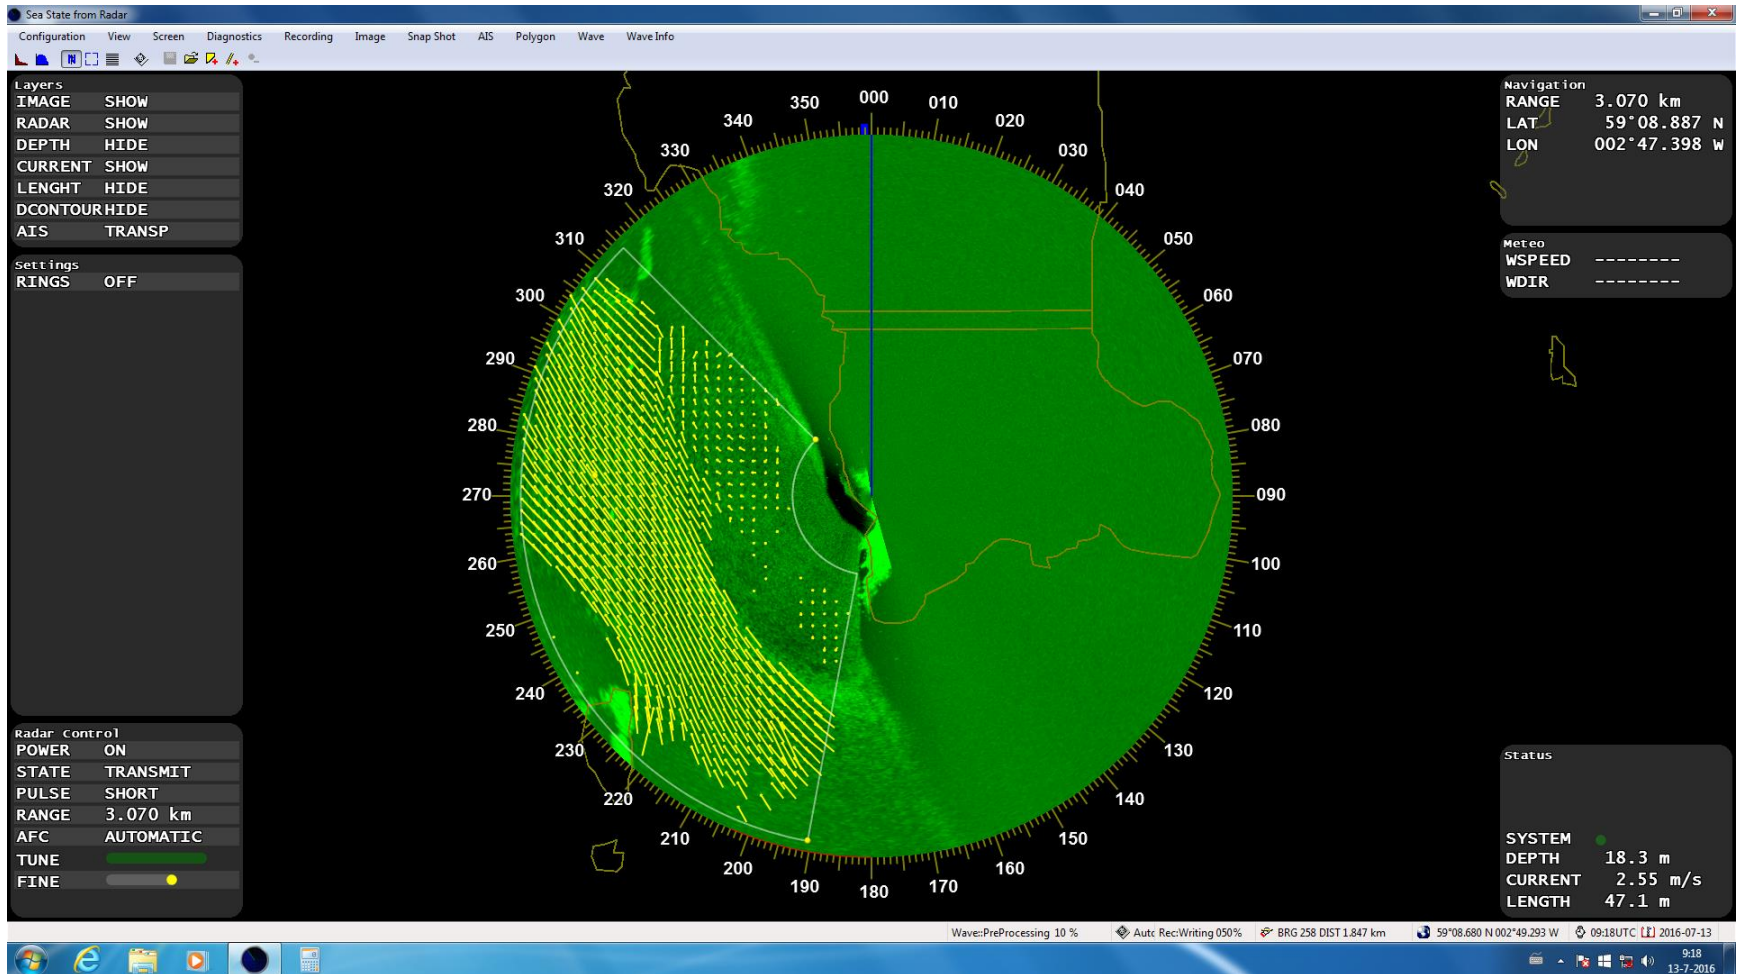 Sea State from Radar
Configuration View Screen Diagnostics Recording Image Snap Shot AIS Polygon Wave Wave Info
Layers
IMAGE SHOW
RADAR SHOW
DEPTH HIDE
CURRENT SHOW
LENGHT HIDE
DCONTOUR HIDE
AIS TRANSP
Settings
RINGS OFF
Radar Control
POWER ON
STATE TRANSMIT
PULSE SHORT
RANGE 3.070 km
AFC AUTOMATIC
TUNE
FINE
000
010
020
030
040
050
060
070
080
090
100
110
120
130
140
150
160
170
180
190
200
210
220
230
240
250
260
270
280
290
300
310
320
330
340
350
Navigation
RANGE 3.070 km
LAT 59°08.887 N
LON 002°47.398 W
Meteo
WSPEED --------
WDIR --------
Status
SYSTEM
DEPTH 18.3 m
CURRENT 2.55 m/s
LENGTH 47.1 m
Wave::PreProcessing 10 % Autc Rec:Writing 050% BRG 258 DIST 1.847 km 59°08.680 N 002°49.293 W 09:18UTC 2016-07-13
9:18
13-7-2016